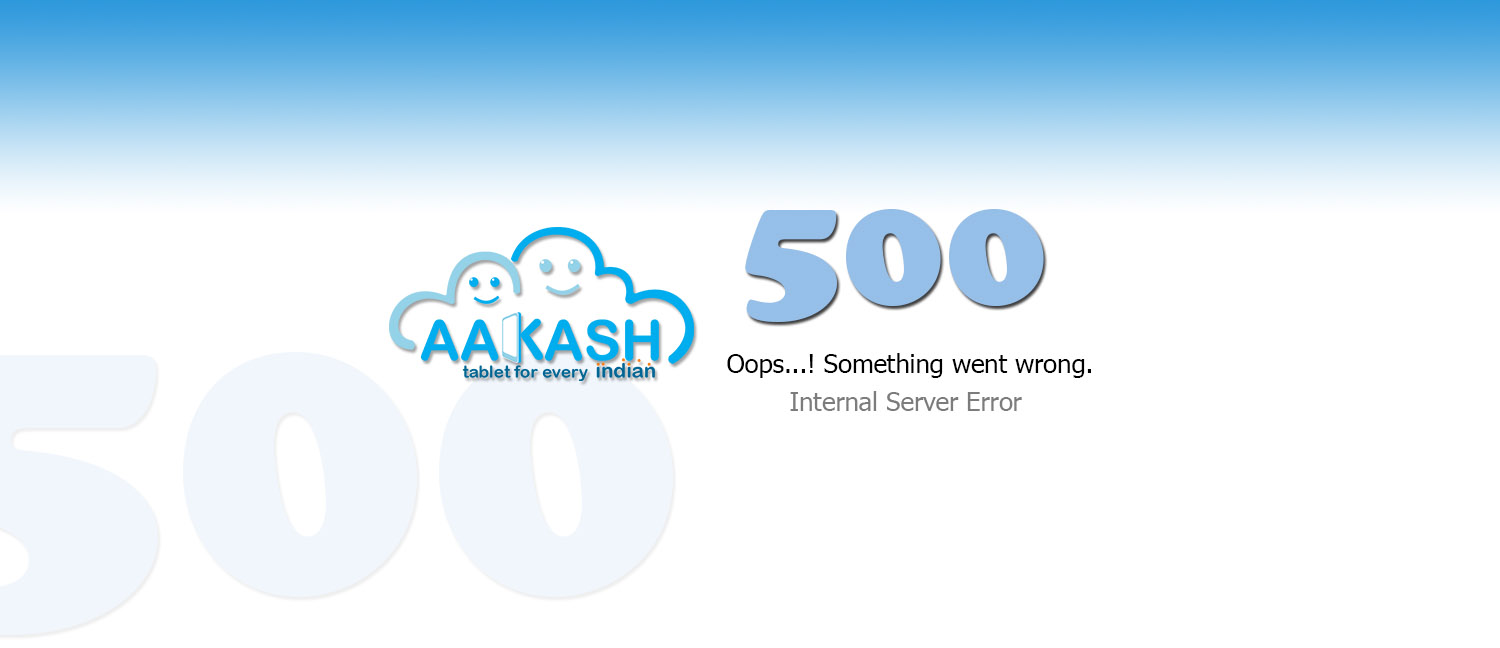 500
AAKASH
tablet for every indian
500
Oops...! Something went wrong.
Internal Server Error